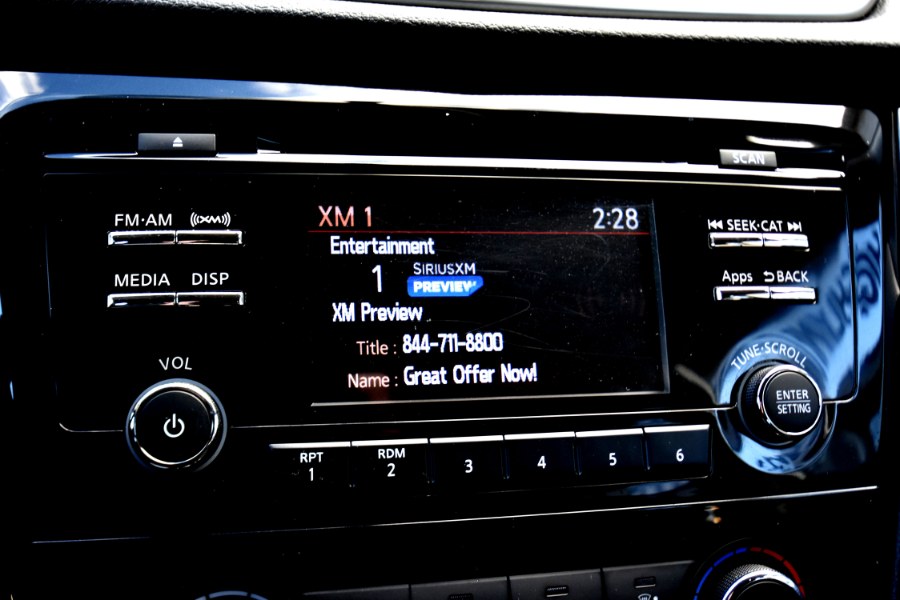 SCAN
FM·AM ((XM))
XM 1 2:28
SEEK·CAT
Entertainment
1 SIRIUSXM
PREVIEW
MEDIA DISP
Apps BACK
XM Preview
Title : 844-711-8800
Name : Great Offer Now!
VOL
TUNE·SCROLL
ENTER
SETTING
RPT
1
RDM
2
3
4
5
6